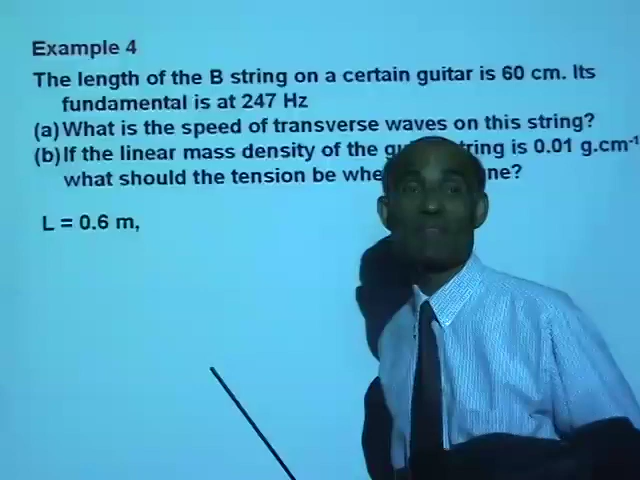 Example 4
The length of the B string on a certain guitar is 60 cm. Its
fundamental is at 247 Hz
(a) What is the speed of transverse waves on this string?
(b) If the linear mass density of the tring is 0.01 g.cm-1
what should the tension be whe ne?
L = 0.6 m,